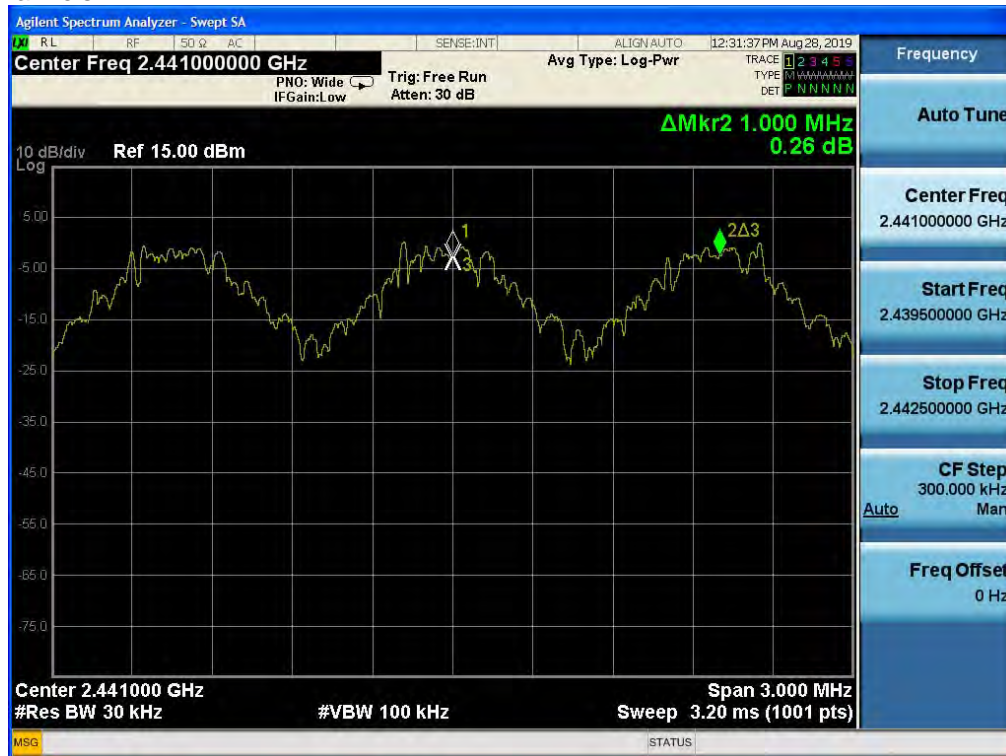 Agilent Spectrum Analyzer - Swept SA
LXI RL RF 50 Ω AC SENSE:INT ALIGN AUTO 12:31:37 PM Aug 28, 2019
Center Freq 2.441000000 GHz
PNO: Wide
IFGain:Low
Trig: Free Run
Atten: 30 dB
Avg Type: Log-Pwr
TRACE 1 2 3 4 5 6
TYPE M WWWWW
DET P N N N N N
ΔMkr2 1.000 MHz
0.26 dB
10 dB/div Ref 15.00 dBm
Log
5.00
-5.00
-15.0
-25.0
-35.0
-45.0
-55.0
-65.0
-75.0
1
3
2Δ3
Center 2.441000 GHz Span 3.000 MHz
#Res BW 30 kHz #VBW 100 kHz Sweep 3.20 ms (1001 pts)
MSG STATUS
Frequency
Auto Tune
Center Freq
2.441000000 GHz
Start Freq
2.439500000 GHz
Stop Freq
2.442500000 GHz
CF Step
300.000 kHz
Auto Man
Freq Offset
0 Hz